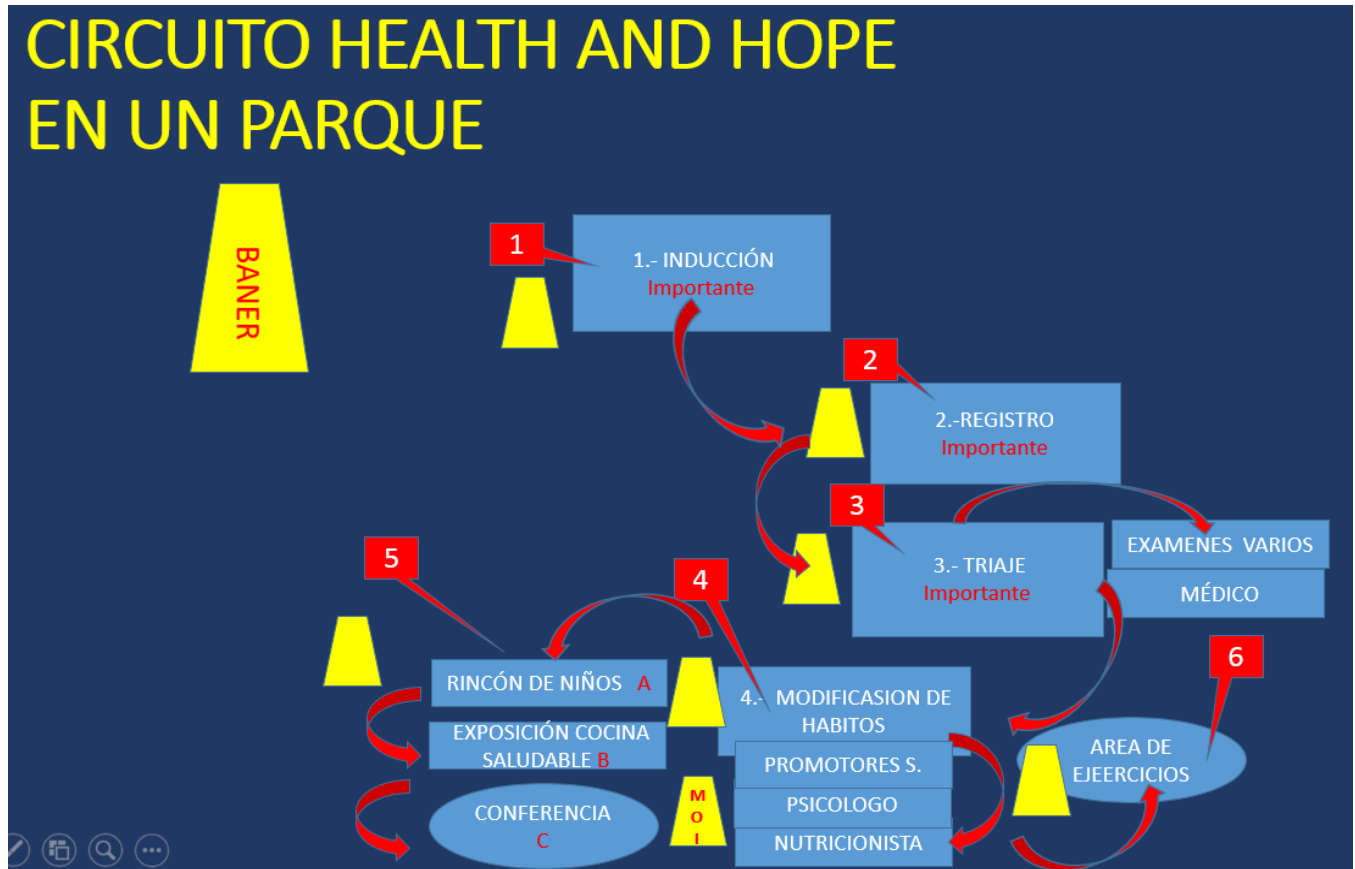 CIRCUITO HEALTH AND HOPE
EN UN PARQUE
BANER
1
1.- INDUCCIÓN
Importante
2
2.-REGISTRO
Importante
3
3.- TRIAJE
Importante
EXAMENES VARIOS
MÉDICO
5
4
6
RINCÓN DE NIÑOS A
EXPOSICIÓN COCINA
SALUDABLE B
CONFERENCIA
C
4.- MODIFICASION DE
HABITOS
PROMOTORES S.
PSICOLOGO
NUTRICIONISTA
M
O
I
AREA DE
EJEERCICIOS